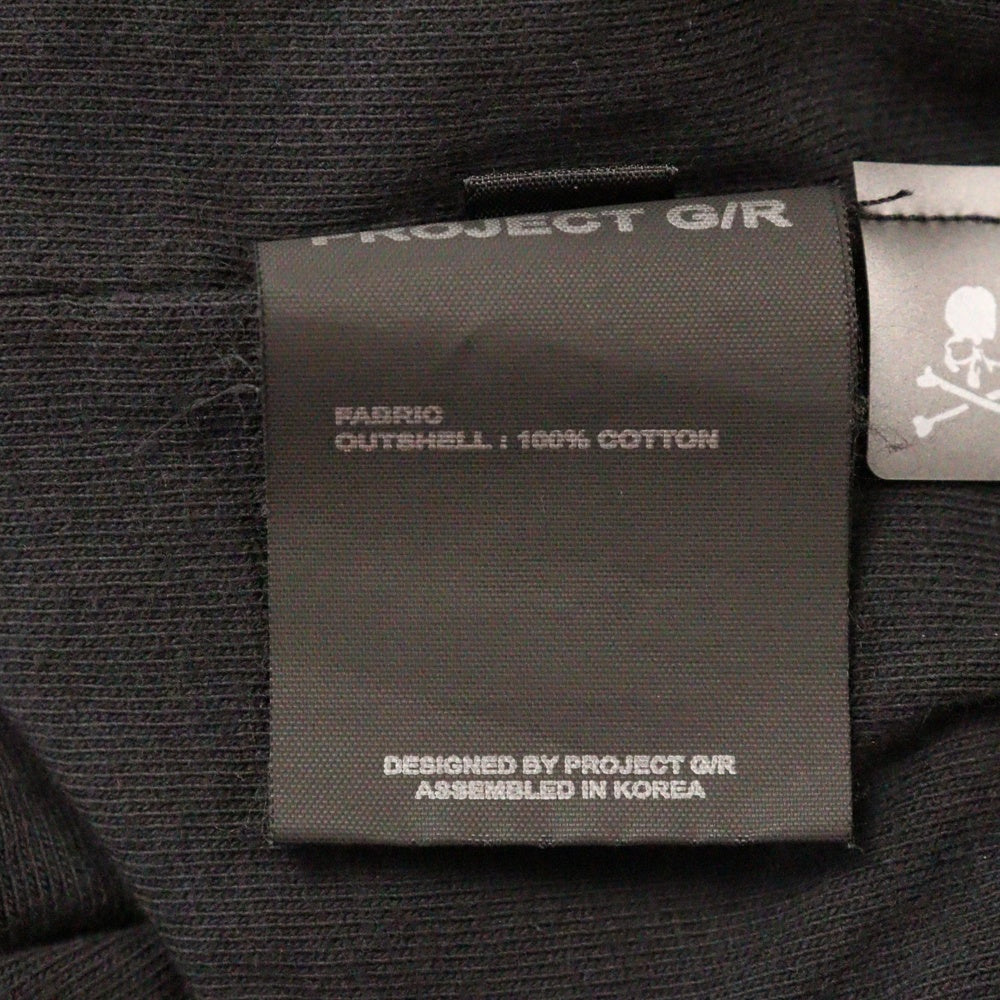 PROJECT G/R
FABRIC
OUTSHELL : 100% COTTON
DESIGNED BY PROJECT G/R
ASSEMBLED IN KOREA